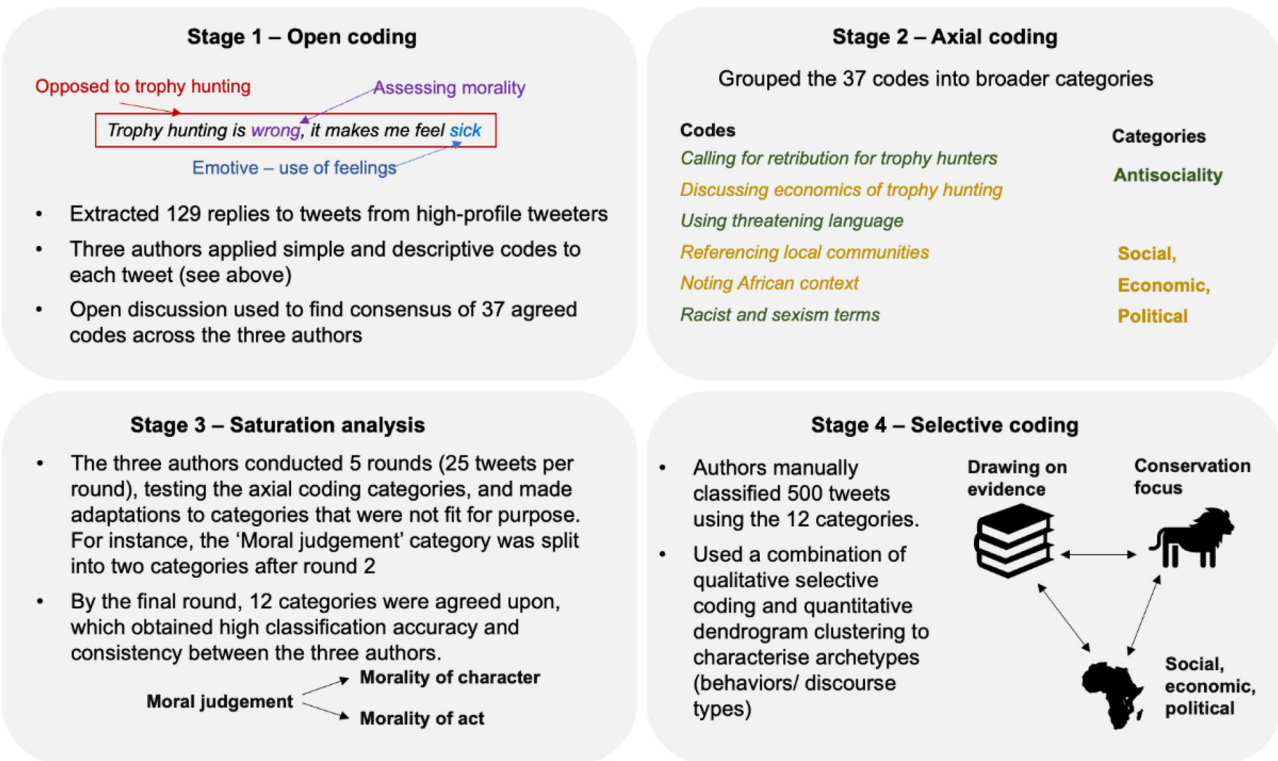 Stage 1 – Open coding
Opposed to trophy hunting
Assessing morality
Trophy hunting is wrong, it makes me feel sick
Emotive – use of feelings
• Extracted 129 replies to tweets from high-profile tweeters
• Three authors applied simple and descriptive codes to
each tweet (see above)
• Open discussion used to find consensus of 37 agreed
codes across the three authors
Stage 2 – Axial coding
Grouped the 37 codes into broader categories
Codes
Calling for retribution for trophy hunters
Discussing economics of trophy hunting
Using threatening language
Referencing local communities
Noting African context
Racist and sexism terms
Categories
Antisociality
Social,
Economic,
Political
Stage 3 – Saturation analysis
• The three authors conducted 5 rounds (25 tweets per
round), testing the axial coding categories, and made
adaptations to categories that were not fit for purpose.
For instance, the ‘Moral judgement’ category was split
into two categories after round 2
• By the final round, 12 categories were agreed upon,
which obtained high classification accuracy and
consistency between the three authors.
Moral judgement
Morality of character
Morality of act
Stage 4 – Selective coding
• Authors manually
classified 500 tweets
using the 12 categories.
• Used a combination of
qualitative selective
coding and quantitative
dendrogram clustering to
characterise archetypes
(behaviors/ discourse
types)
Drawing on
evidence
Conservation
focus
Social,
economic,
political